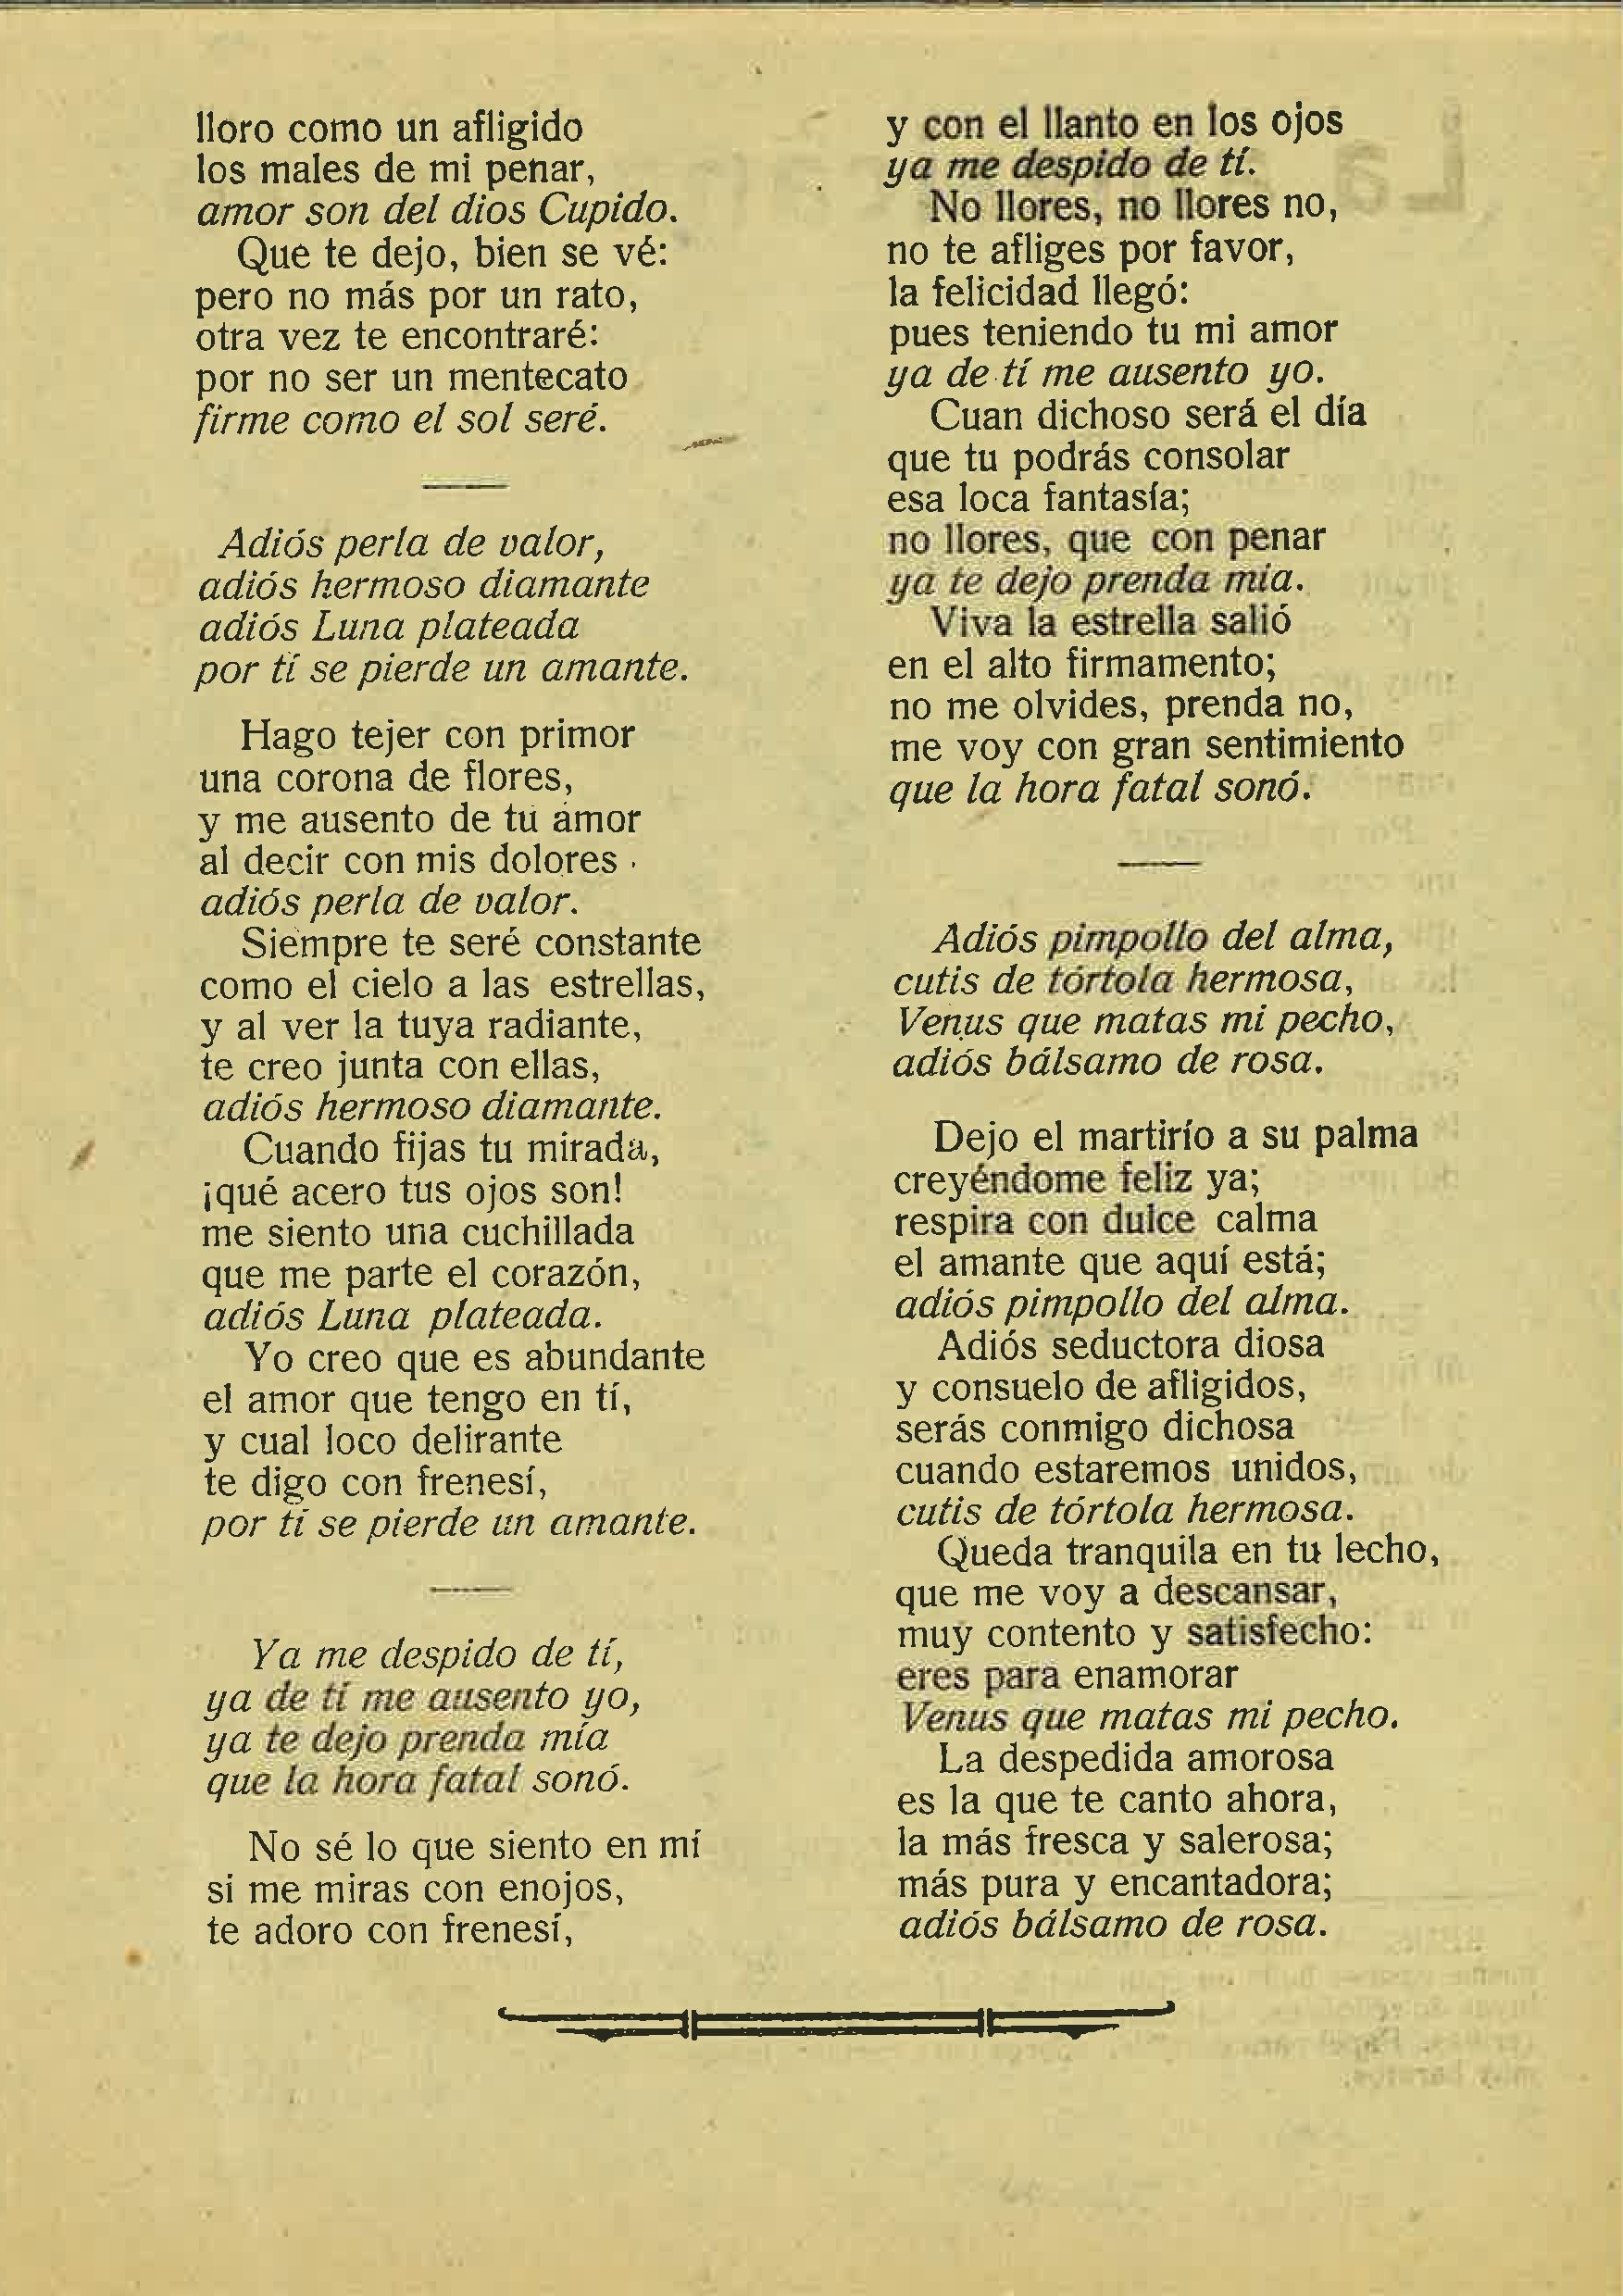 lloro como un afligido
los males de mi penar,
amor son del dios Cupido.
Que te dejo, bien se vé:
pero no más por un rato,
otra vez te encontraré:
por no ser un mentecato
firme como el sol seré.
Adiós perla de valor,
adiós hermoso diamante
adiós Luna plateada
por tí se pierde un amante.
Hago tejer con primor
una corona de flores,
y me ausento de tu amor
al decir con mis dolores
adiós perla de valor.
Siempre te seré constante
como el cielo a las estrellas,
y al ver la tuya radiante,
te creo junta con ellas,
adiós hermoso diamante.
Cuando fijas tu mirada,
¡qué acero tus ojos son!
me siento una cuchillada
que me parte el corazón,
adiós Luna plateada.
Yo creo que es abundante
el amor que tengo en tí,
y cual loco delirante
te digo con frenesí,
por tí se pierde un amante.
Ya me despido de tí,
ya de tí me ausento yo,
ya te dejo prenda mía
que la hora fatal sonó.
No sé lo que siento en mí
si me miras con enojos,
te adoro con frenesí,
y con el llanto en los ojos
ya me despido de tí.
No llores, no llores no,
no te afliges por favor,
la felicidad llegó:
pues teniendo tu mi amor
ya de tí me ausento yo.
Cuan dichoso será el día
que tu podrás consolar
esa loca fantasía;
no llores, que con penar
ya te dejo prenda mia.
Viva la estrella salió
en el alto firmamento;
no me olvides, prenda no,
me voy con gran sentimiento
que la hora fatal sonó.
Adiós pimpollo del alma,
cutis de tórtola hermosa,
Venus que matas mi pecho,
adiós bálsamo de rosa.
Dejo el martirío a su palma
creyéndome feliz ya;
respira con dulce calma
el amante que aquí está;
adiós pimpollo del alma.
Adiós seductora diosa
y consuelo de afligidos,
serás conmigo dichosa
cuando estaremos unidos,
cutis de tórtola hermosa.
Queda tranquila en tu lecho,
que me voy a descansar,
muy contento y satisfecho:
eres para enamorar
Venus que matas mi pecho.
La despedida amorosa
es la que te canto ahora,
la más fresca y salerosa;
más pura y encantadora;
adiós bálsamo de rosa.